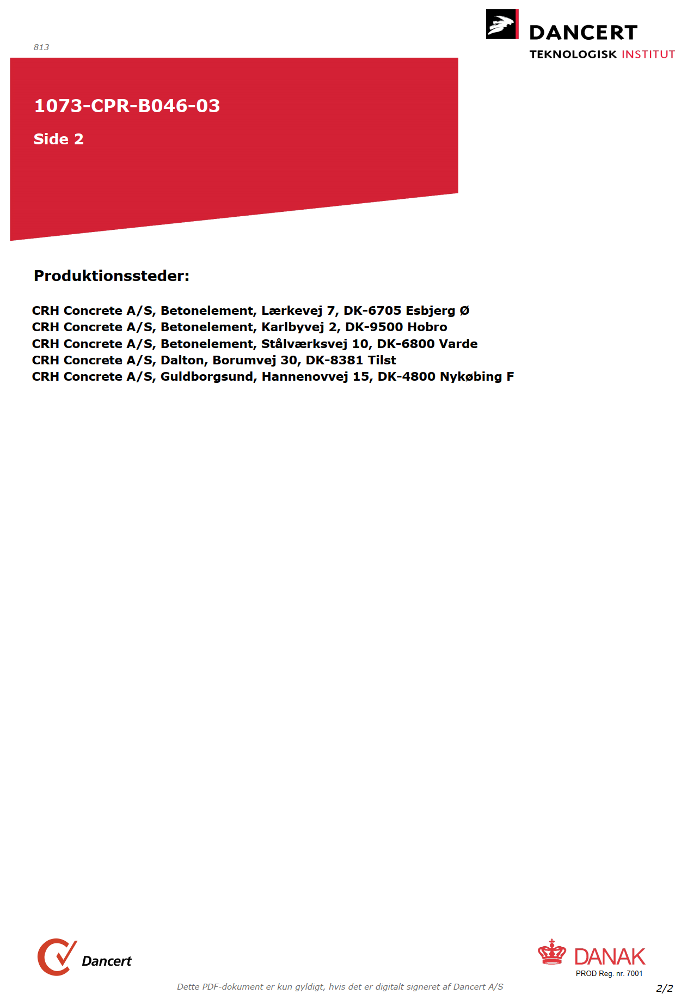 813
DANCERT
TEKNOLOGISK INSTITUT
1073-CPR-B046-03
Side 2
Produktionssteder:
CRH Concrete A/S, Betonelement, Lærkevej 7, DK-6705 Esbjerg Ø
CRH Concrete A/S, Betonelement, Karlbyvej 2, DK-9500 Hobro
CRH Concrete A/S, Betonelement, Stålværksvej 10, DK-6800 Varde
CRH Concrete A/S, Dalton, Borumvej 30, DK-8381 Tilst
CRH Concrete A/S, Guldborgsund, Hannenovvej 15, DK-4800 Nykøbing F
Dancert
DANAK
PROD Reg. nr. 7001
Dette PDF-dokument er kun gyldigt, hvis det er digitalt signeret af Dancert A/S
2/2